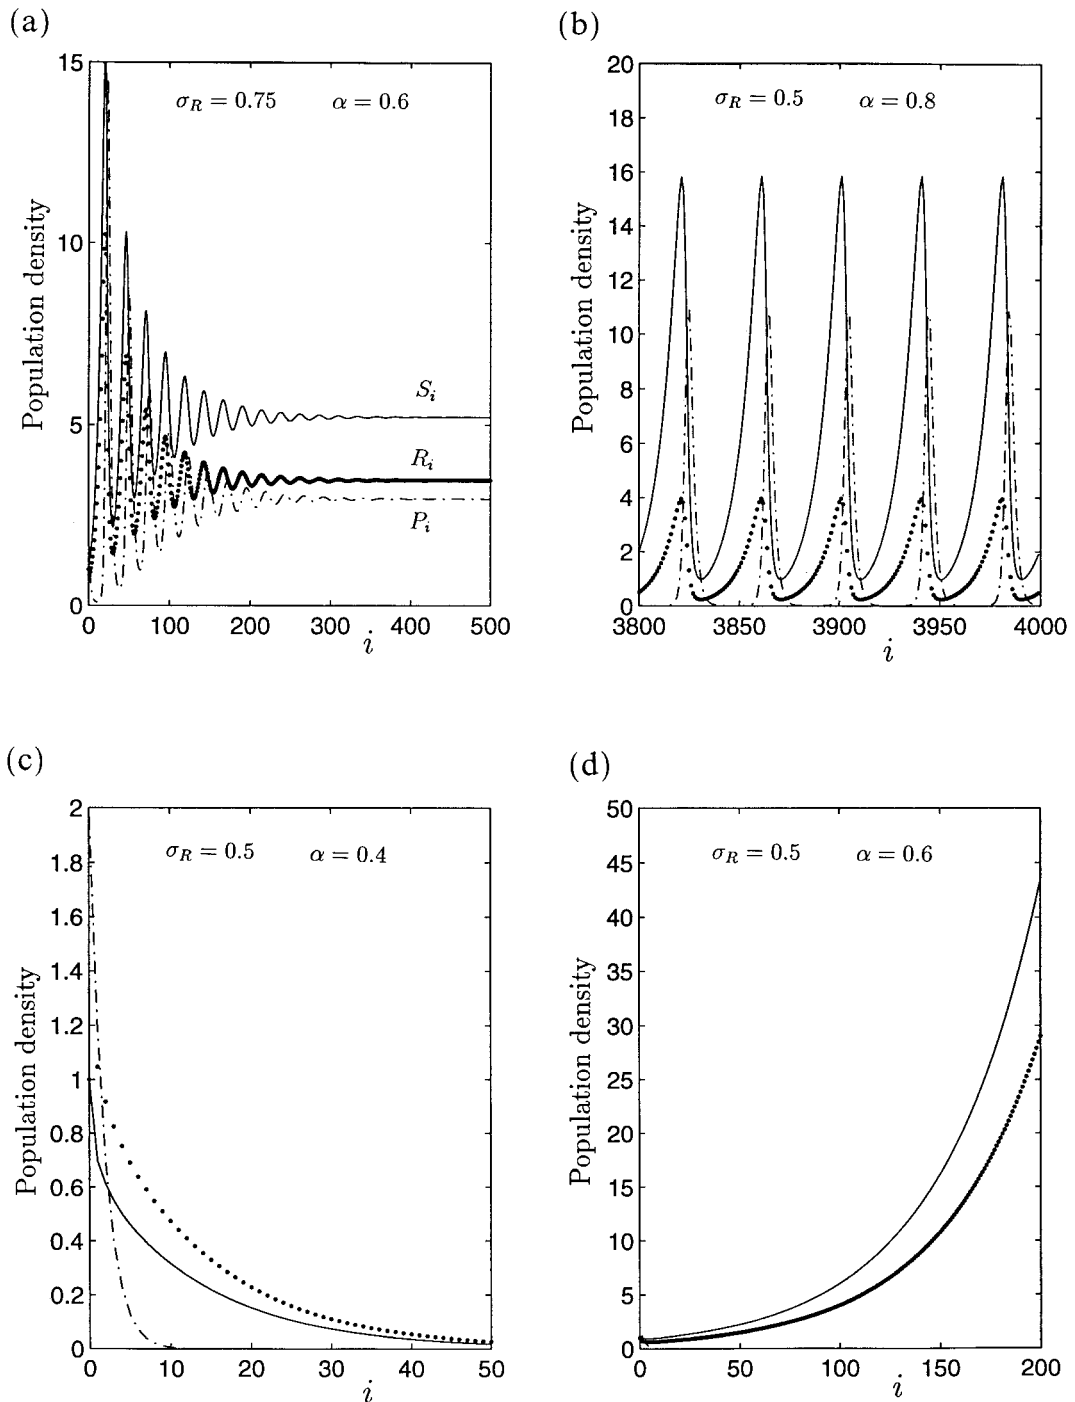 (a)
σ_R = 0.75 α = 0.6
Population density
15
10
5
0
S_i
R_i
P_i
0 100 200 300 400 500
i
(b)
σ_R = 0.5 α = 0.8
Population density
20
18
16
14
12
10
8
6
4
2
0
3800 3850 3900 3950 4000
i
(c)
σ_R = 0.5 α = 0.4
Population density
2
1.8
1.6
1.4
1.2
1
0.8
0.6
0.4
0.2
0
0 10 20 30 40 50
i
(d)
σ_R = 0.5 α = 0.6
Population density
50
45
40
35
30
25
20
15
10
5
0
0 50 100 150 200
i